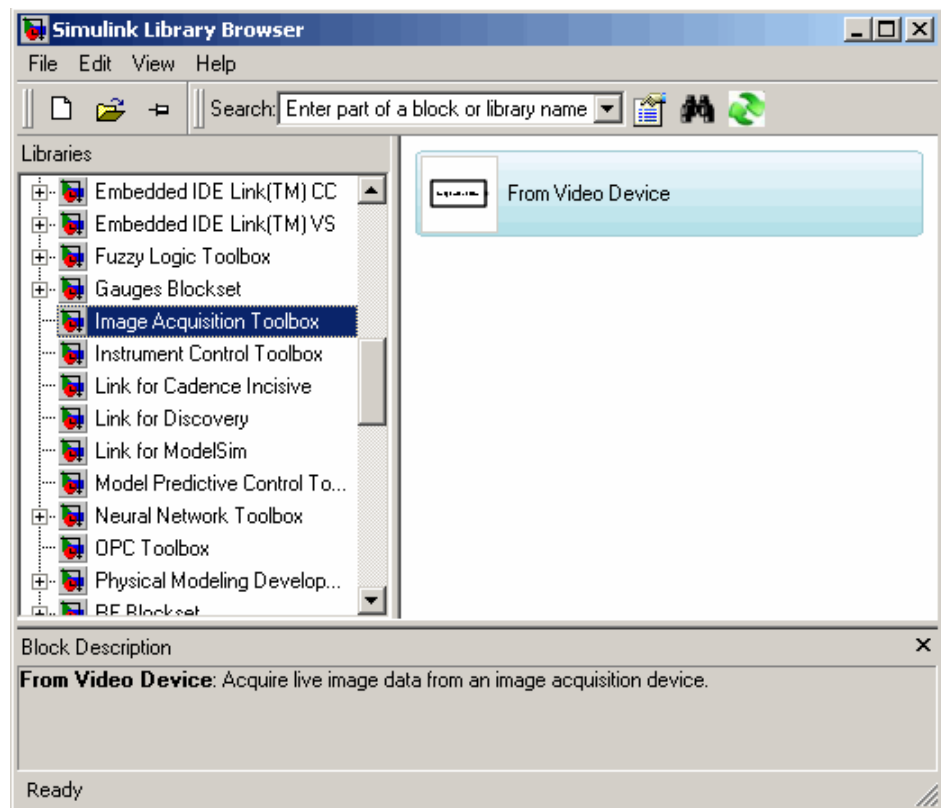 Simulink Library Browser
File Edit View Help
Search: Enter part of a block or library name
Libraries
Embedded IDE Link(TM) CC
Embedded IDE Link(TM) VS
Fuzzy Logic Toolbox
Gauges Blockset
Image Acquisition Toolbox
Instrument Control Toolbox
Link for Cadence Incisive
Link for Discovery
Link for ModelSim
Model Predictive Control To...
Neural Network Toolbox
OPC Toolbox
Physical Modeling Develop...
RF Blockset
From Video Device
Block Description
From Video Device: Acquire live image data from an image acquisition device.
Ready